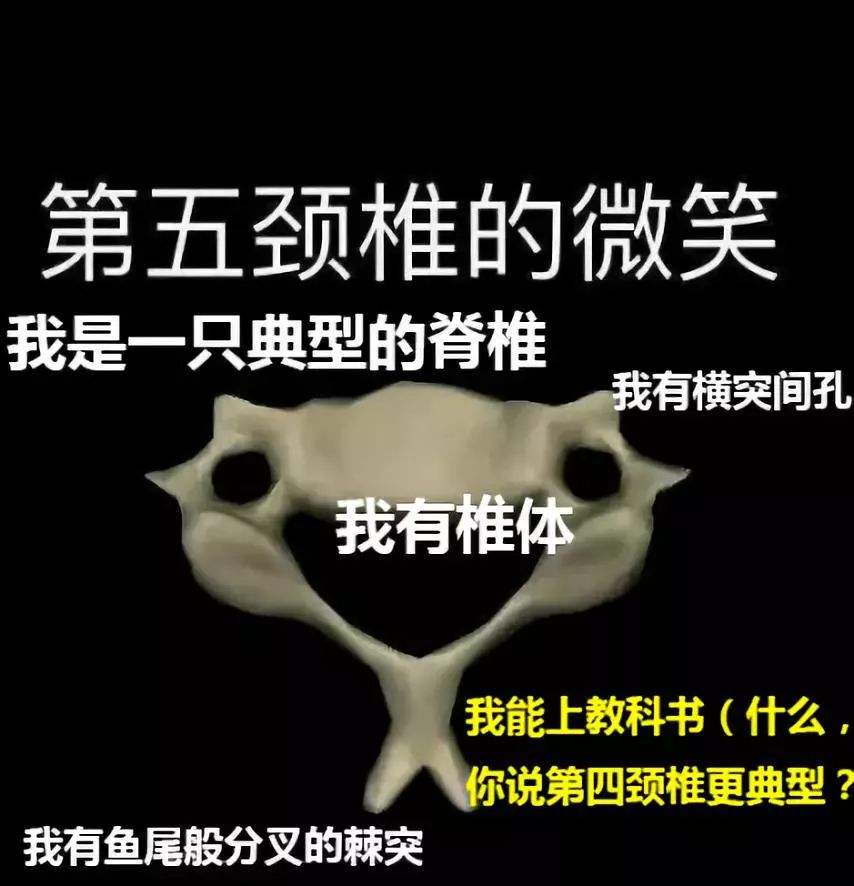 第五颈椎的微笑
我是一只典型的脊椎
我有横突间孔
我有椎体
我能上教科书（什么，
你说第四颈椎更典型？
我有鱼尾般分叉的棘突